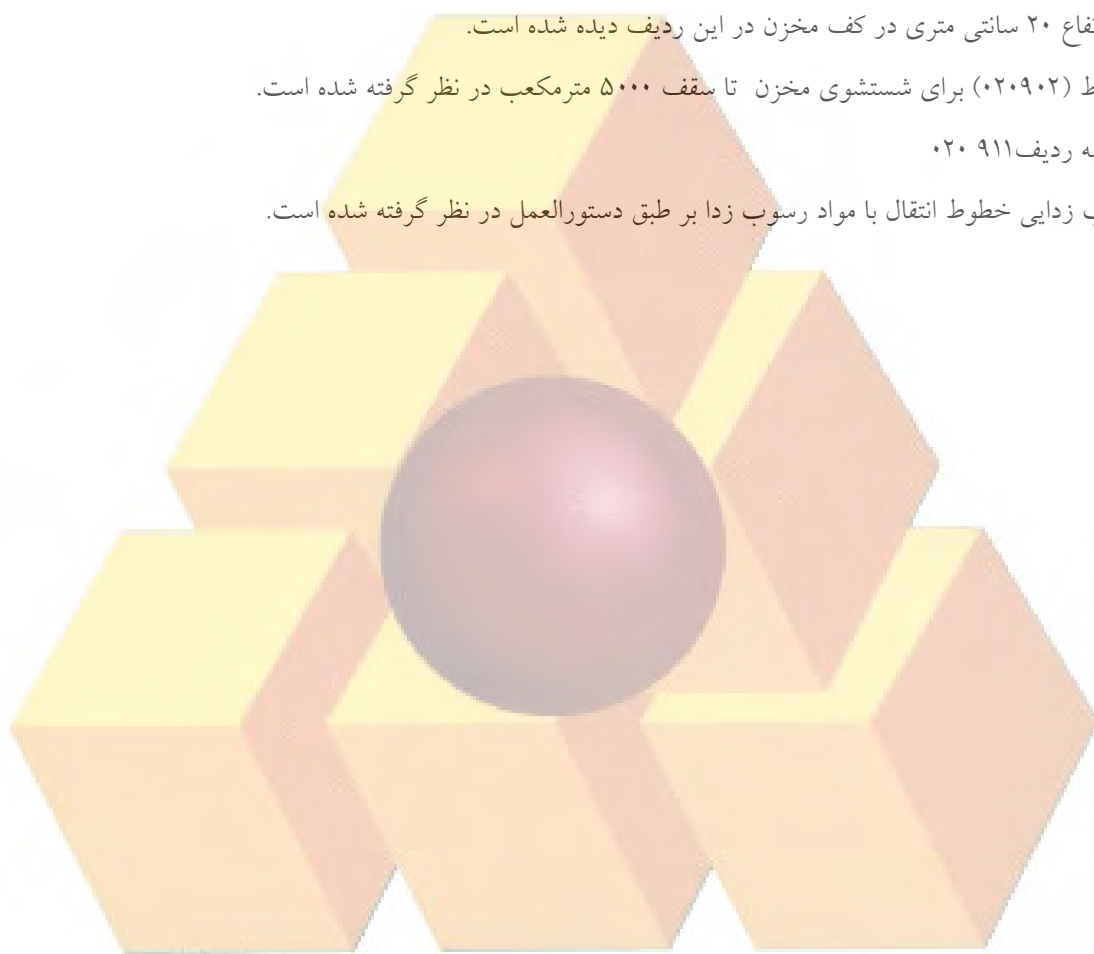 ۲۰ سانتی متری در کف مخزن در این ردیف دیده شده است.
(۰۲۰۹۰۲) برای شستشوی مخزن تا سقف ۵۰۰۰ مترمکعب در نظر گرفته شده است.
ردیف۹۱۱ ۰۲۰
زدایی خطوط انتقال با مواد رسوب زدا بر طبق دستورالعمل در نظر گرفته شده است.